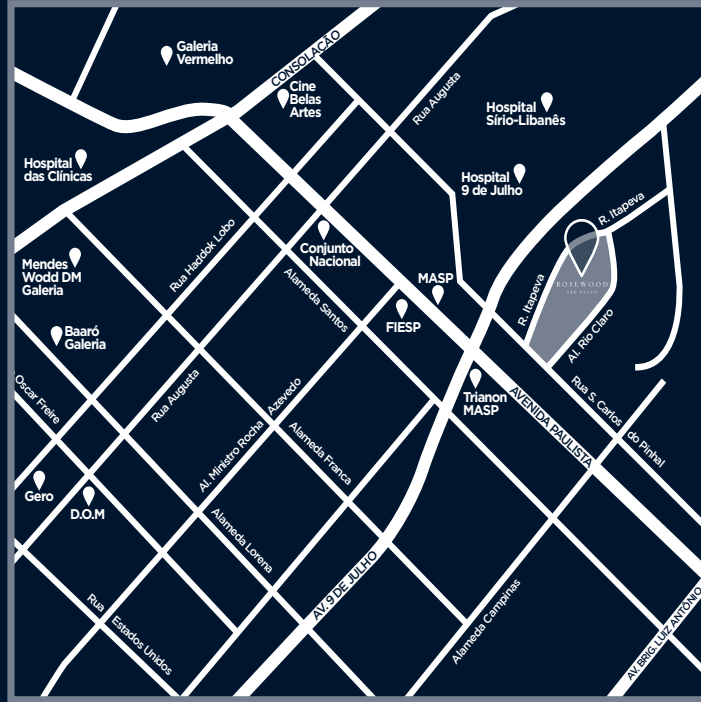 Galeria
Vermelho
CONSOLAÇÃO
Cine
Belas
Artes
Rua Augusta
Hospital
Sírio-Libanês
Hospital
das Clínicas
Hospital
9 de Julho
R. Itapeva
Rua Haddok Lobo
Conjunto
Nacional
Mendes
Wodd DM
Galeria
Alameda Santos
MASP
FIESP
R. Itapeva
ROSEWOOD
SÃO PAULO
Al. Rio Claro
Baaró
Galeria
Oscar Freire
Rua Augusta
Trianon
MASP
AVENIDA PAULISTA
Rua S. Carlos do Pinhal
Al. Ministro Rocha Azevedo
Alameda Franca
Gero
D.O.M
Alameda Lorena
AV. 9 DE JULHO
Rua Estados Unidos
Alameda Campinas
AV. BRIG. LUIZ ANTÔNIO